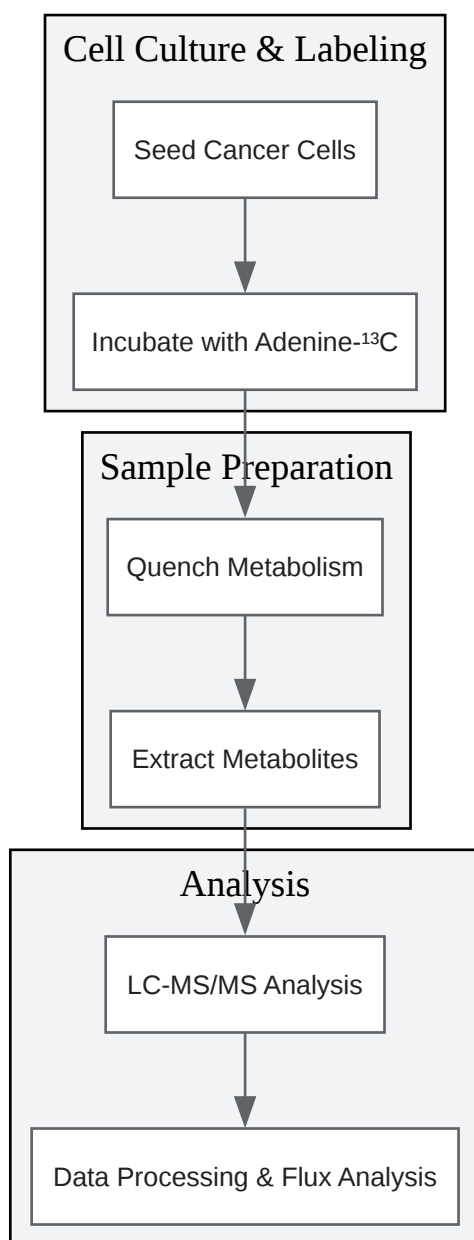 Cell Culture & Labeling
Seed Cancer Cells
Incubate with Adenine-¹³C
Sample Preparation
Quench Metabolism
Extract Metabolites
Analysis
LC-MS/MS Analysis
Data Processing & Flux Analysis